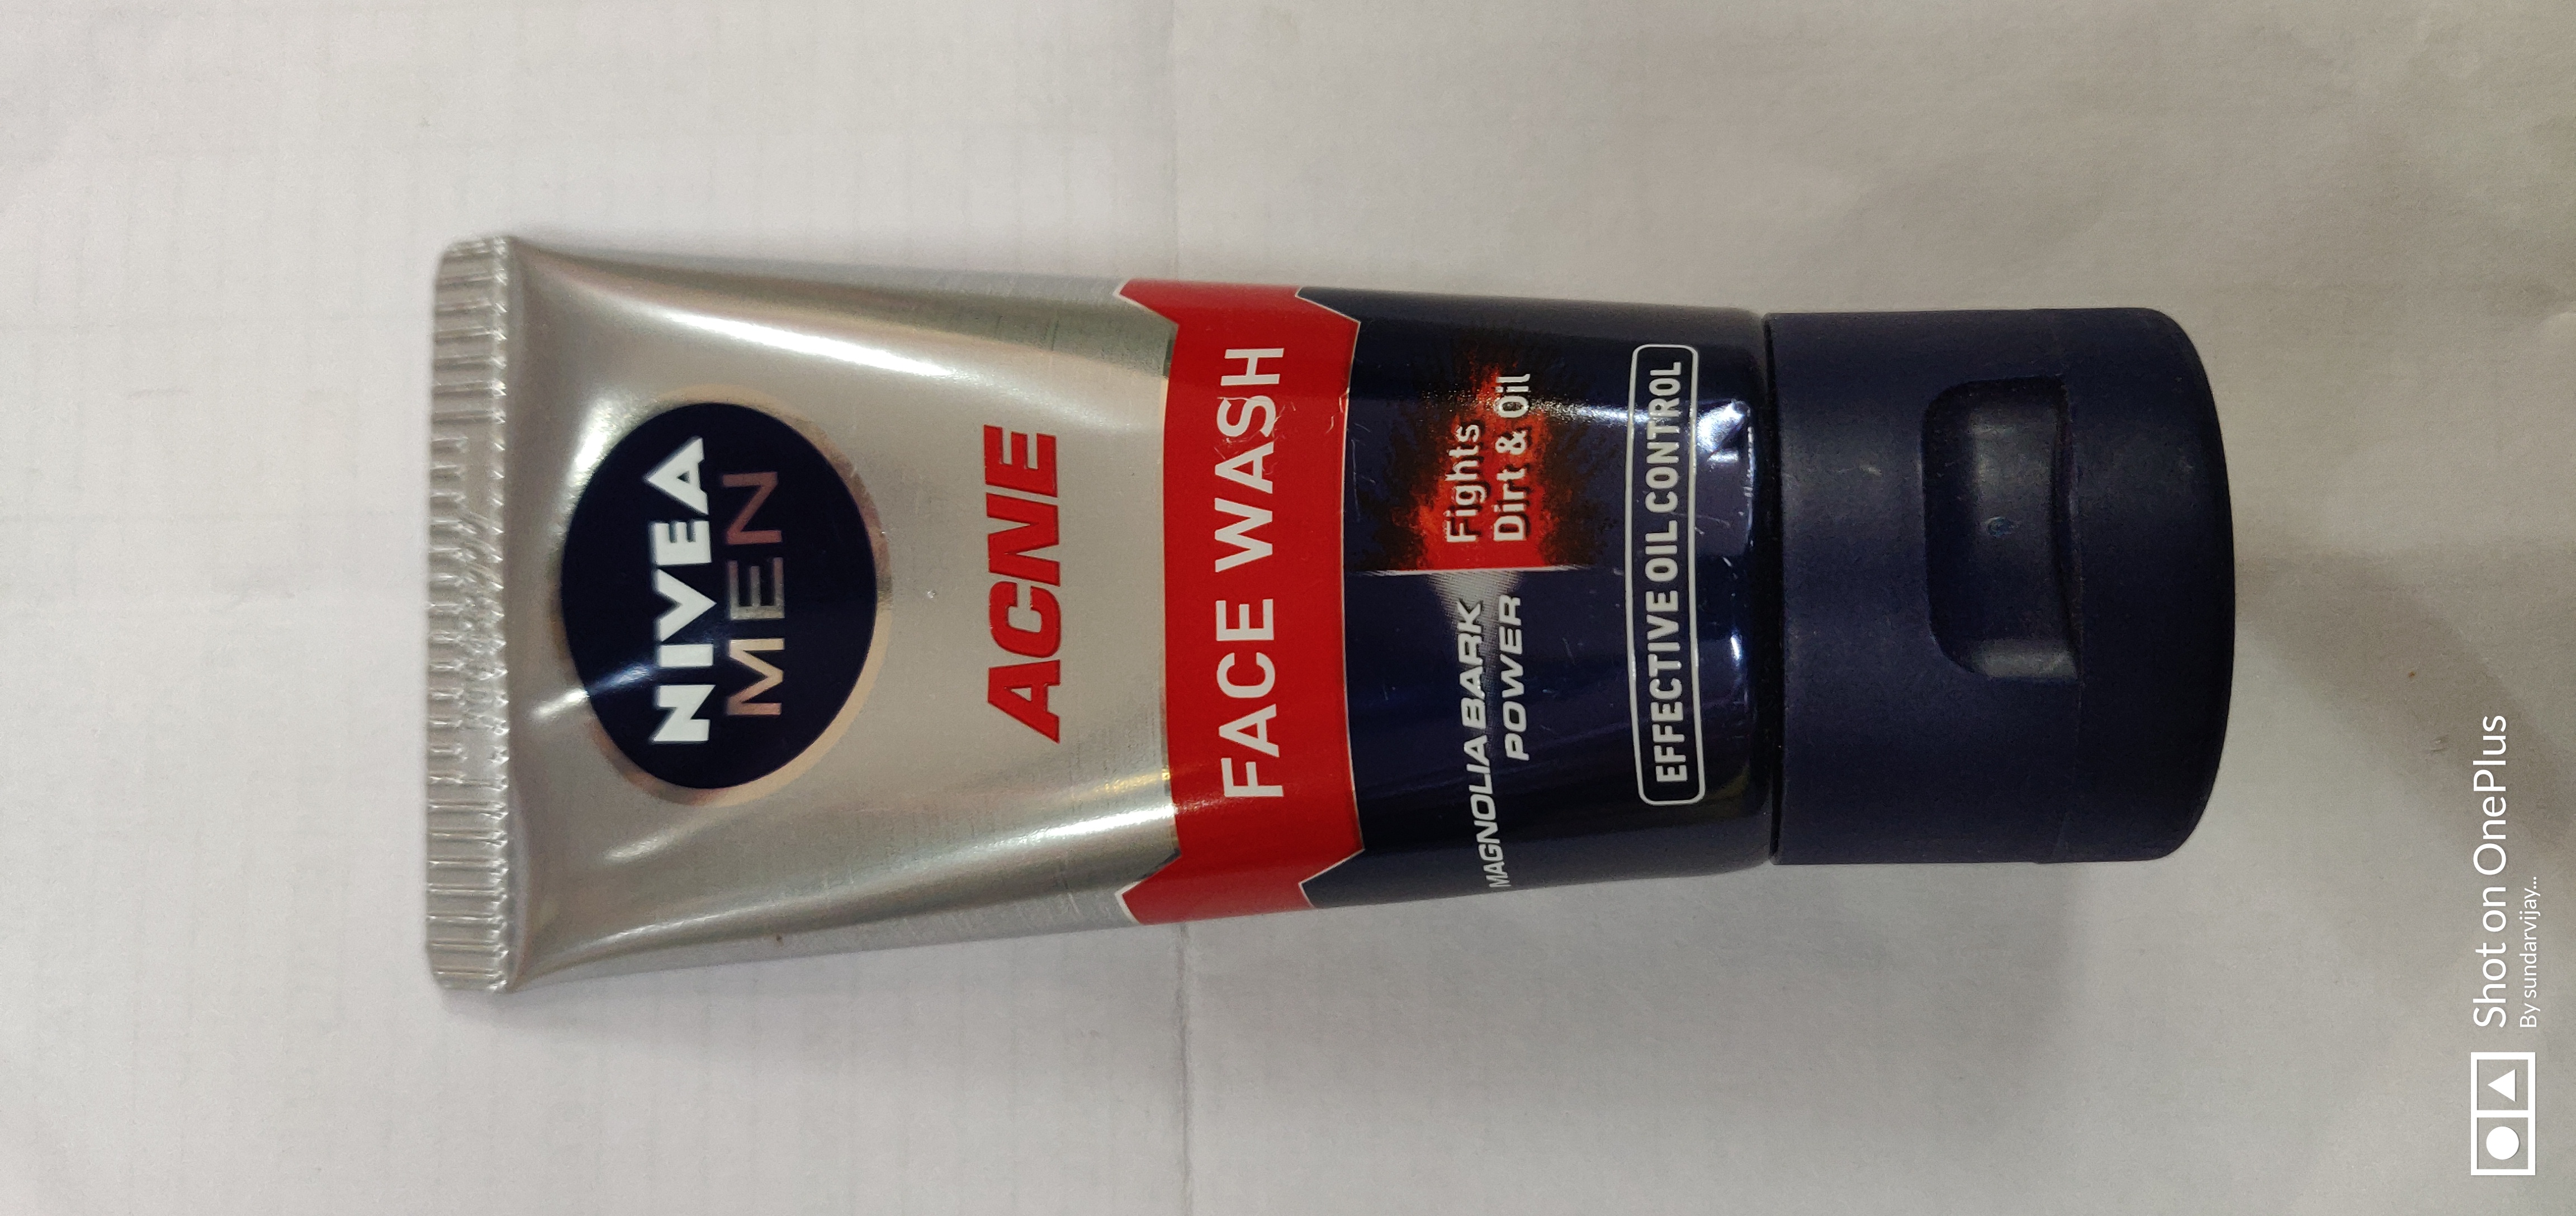 NIVEA
MEN
ACNE
FACE WASH
MAGNOLIA BARK
POWER
Fights
Dirt & Oil
EFFECTIVE OIL CONTROL
Shot on OnePlus
By sundarvijay...